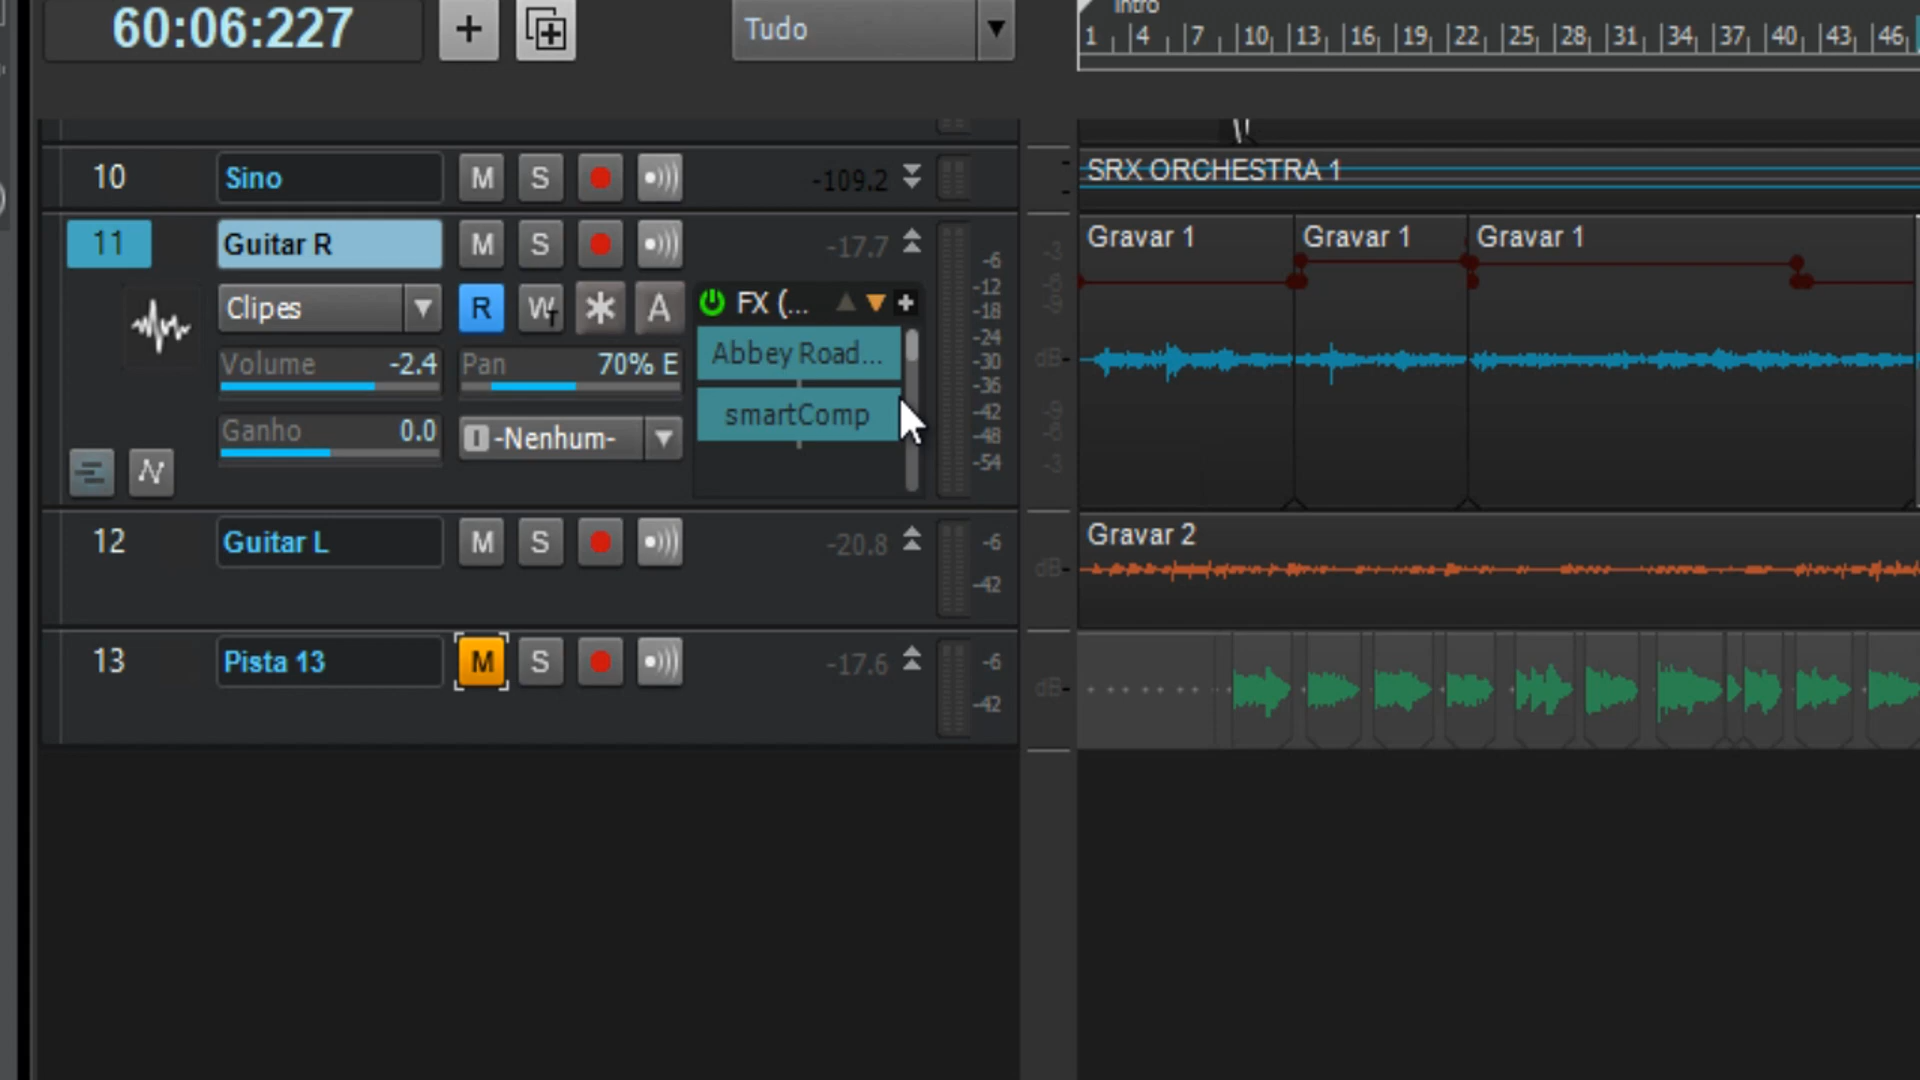 60:06:227
Tudo
Intro
1 4 7 10 13 16 19 22 25 28 31 34 37 40 43 46
10 Sino M S -109.2
SRX ORCHESTRA 1
11 Guitar R M S -17.7
Gravar 1 Gravar 1 Gravar 1
Clipes R W A FX (...
Abbey Road...
Volume -2.4 Pan 70% E
smartComp
Ganho 0.0 -Nenhum-
-6
-12
-18
-24
-30
-36
-42
-48
-54
dB
12 Guitar L M S -20.8 -6
-42
Gravar 2
dB
13 Pista 13 M S -17.6 -6
-42
dB